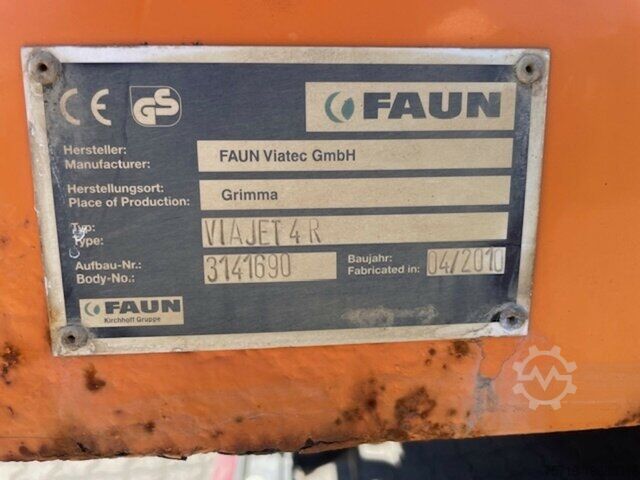 CE GS FAUN
Hersteller:
Manufacturer: FAUN Viatec GmbH
Herstellungsort:
Place of Production: Grimma
Typ:
Type: VIAJET 4 R
Aufbau-Nr.: Baujahr:
Body-No.: 3141690 Fabricated in: 04/2010
FAUN
Kirchhoff Gruppe